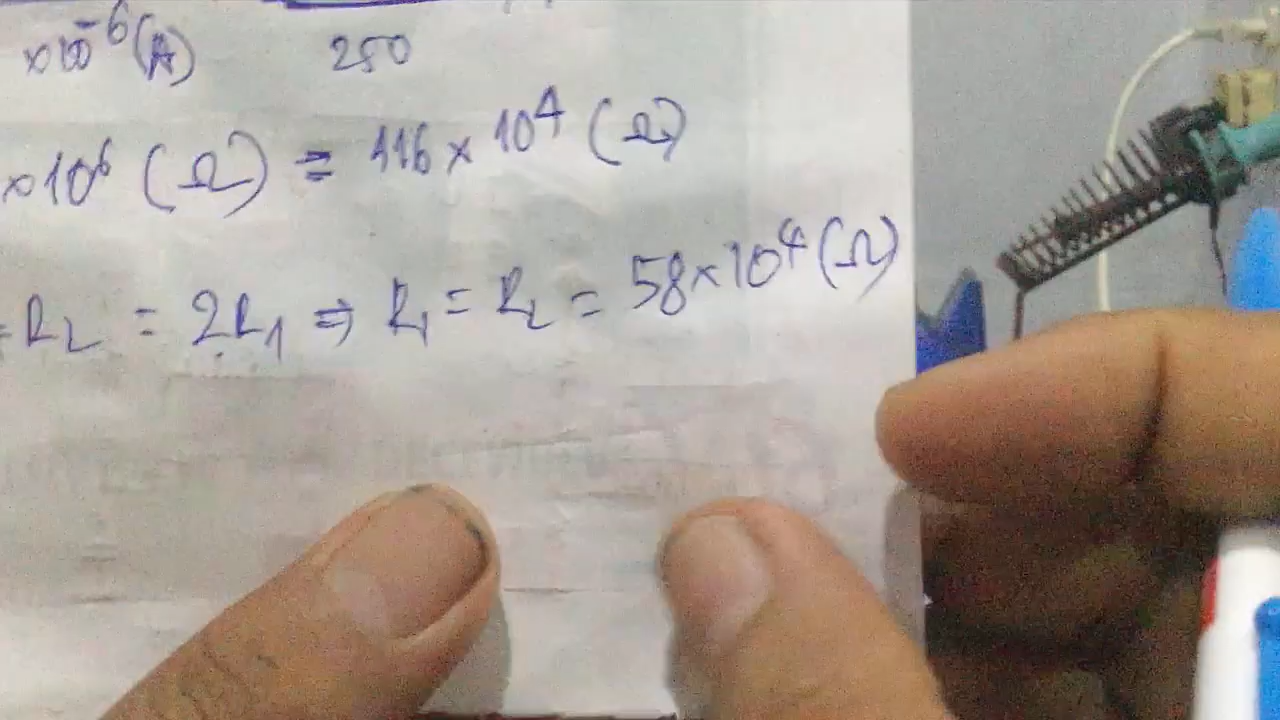 ×10⁻⁶ (A) 250
×10⁶ (Ω) = 116 × 10⁴ (Ω)
= R2 = 2R1 ⇒ R1 = R2 = 58×10⁴ (Ω)